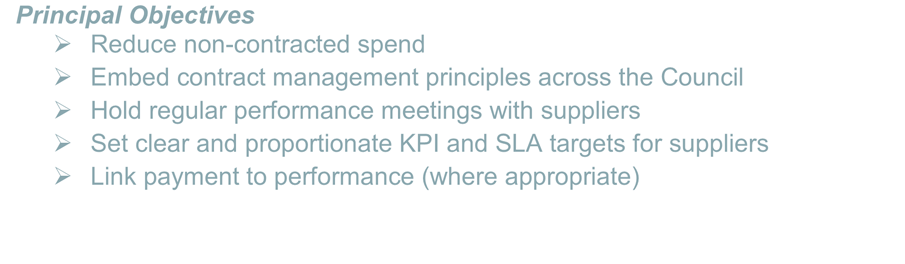 Principal Objectives
➢ Reduce non-contracted spend
➢ Embed contract management principles across the Council
➢ Hold regular performance meetings with suppliers
➢ Set clear and proportionate KPI and SLA targets for suppliers
➢ Link payment to performance (where appropriate)